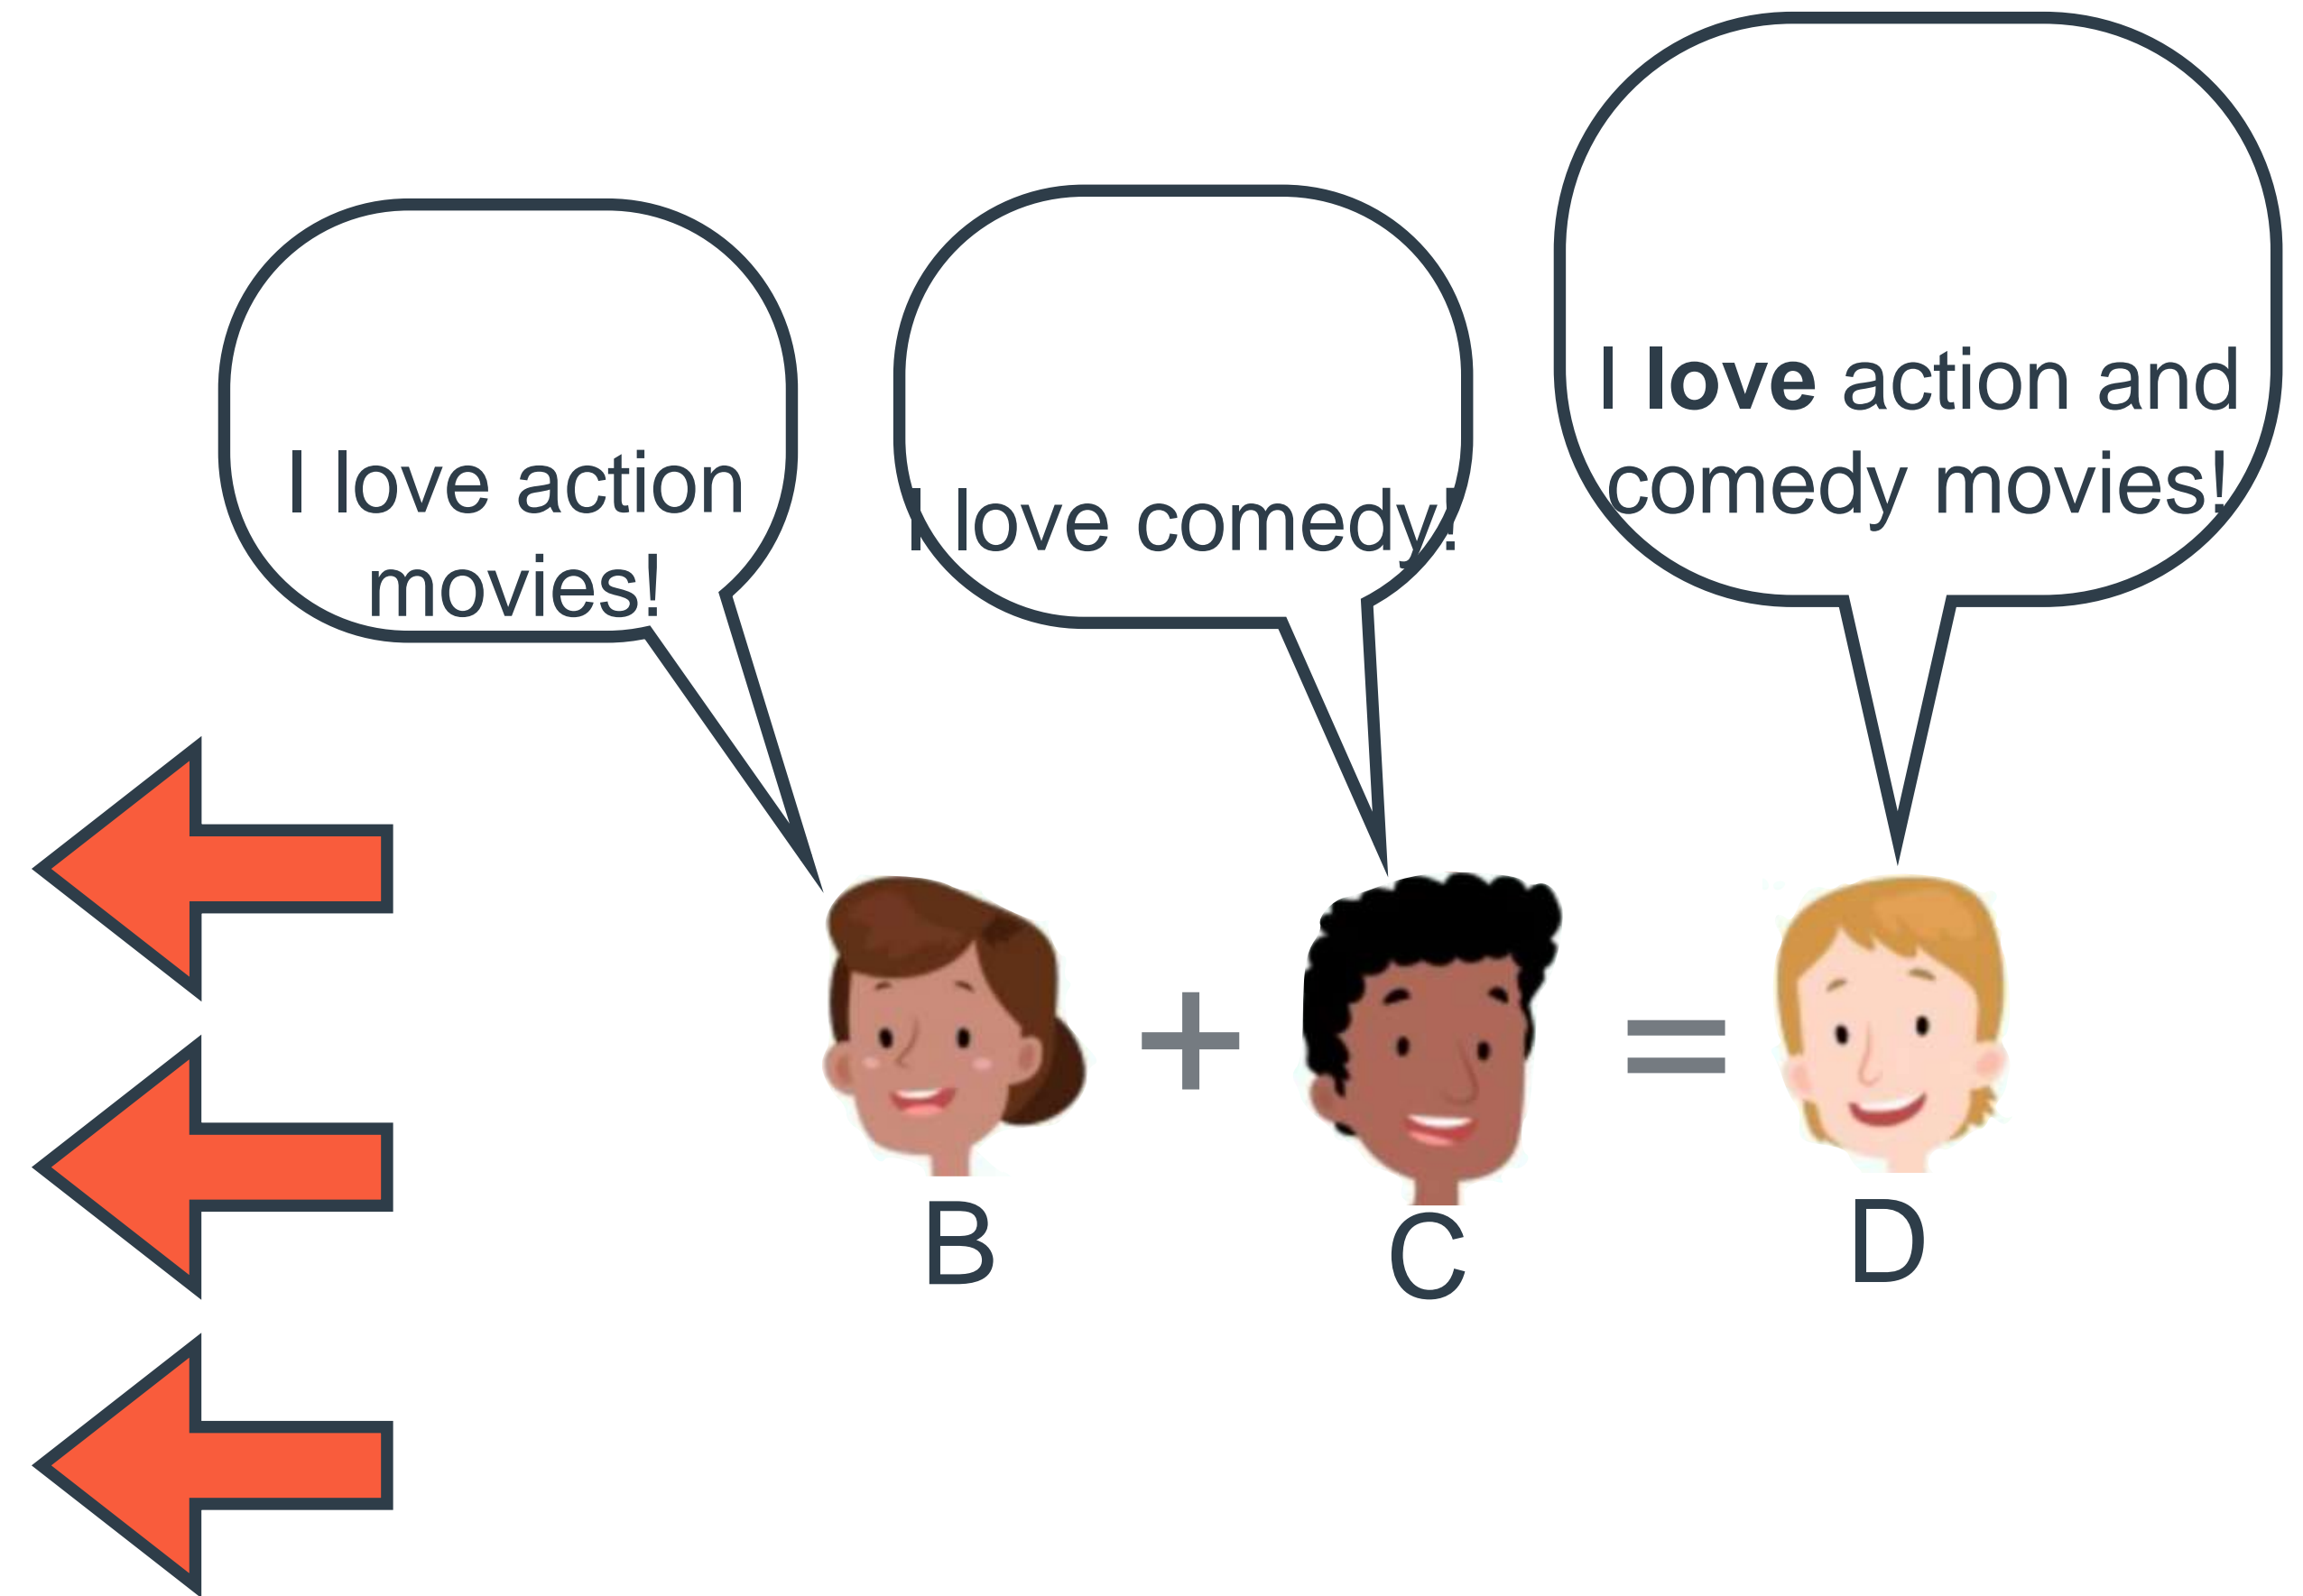 I love action
movies!
I love comedy!
I love action and
comedy movies!
+
=
B
C
D